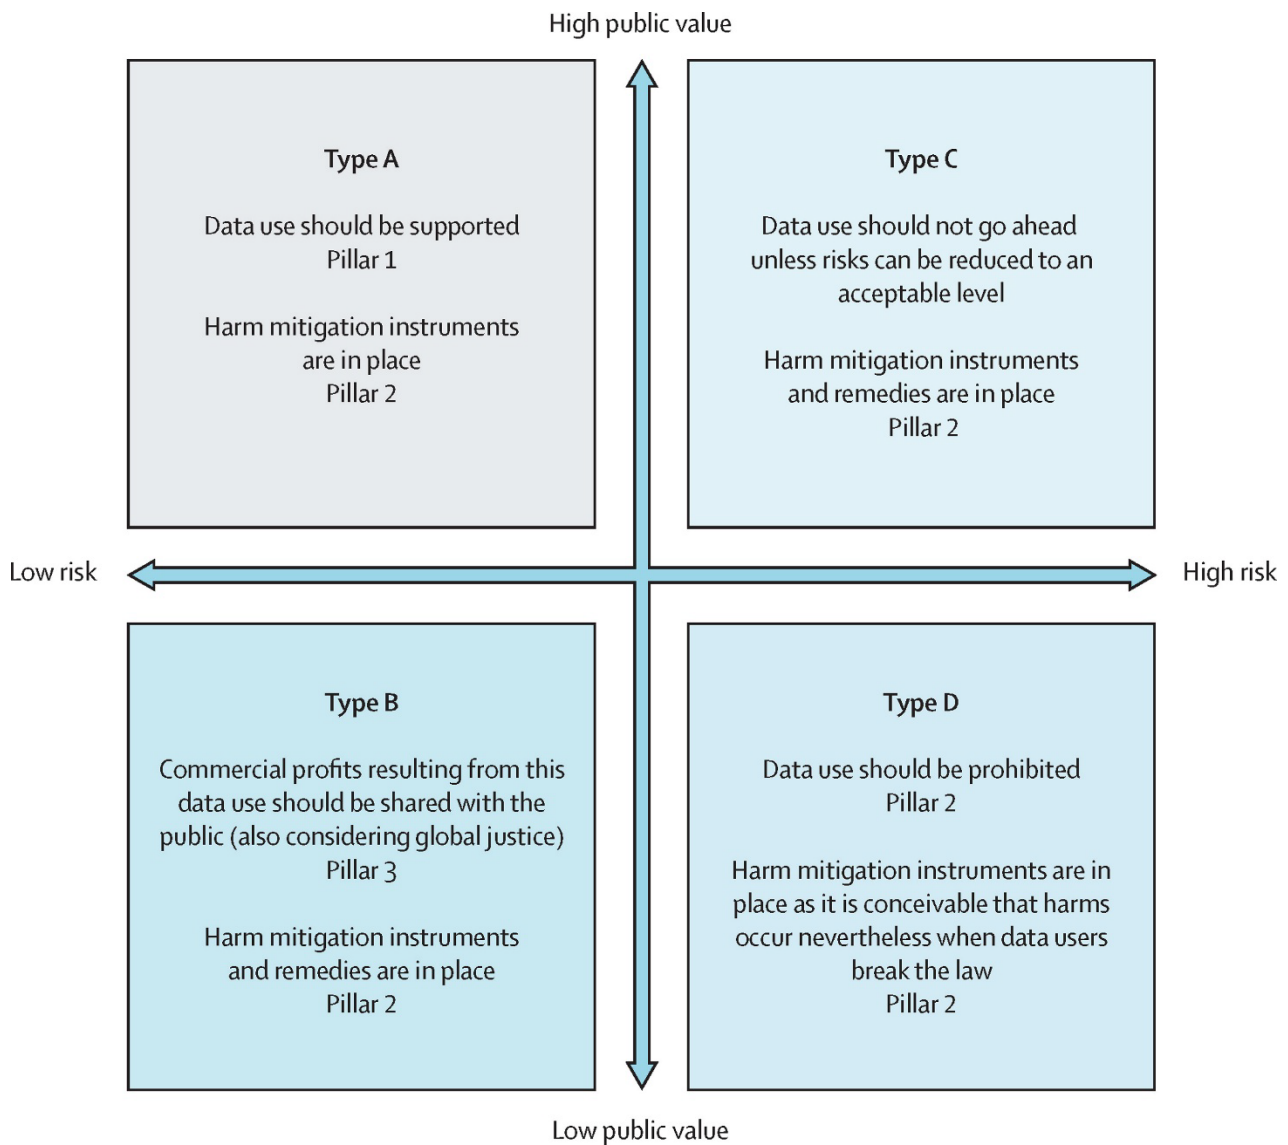 High public value
Type A
Data use should be supported
Pillar 1
Harm mitigation instruments
are in place
Pillar 2
Type C
Data use should not go ahead
unless risks can be reduced to an
acceptable level
Harm mitigation instruments
and remedies are in place
Pillar 2
Low risk
High risk
Type B
Commercial profits resulting from this
data use should be shared with the
public (also considering global justice)
Pillar 3
Harm mitigation instruments
and remedies are in place
Pillar 2
Type D
Data use should be prohibited
Pillar 2
Harm mitigation instruments are in
place as it is conceivable that harms
occur nevertheless when data users
break the law
Pillar 2
Low public value